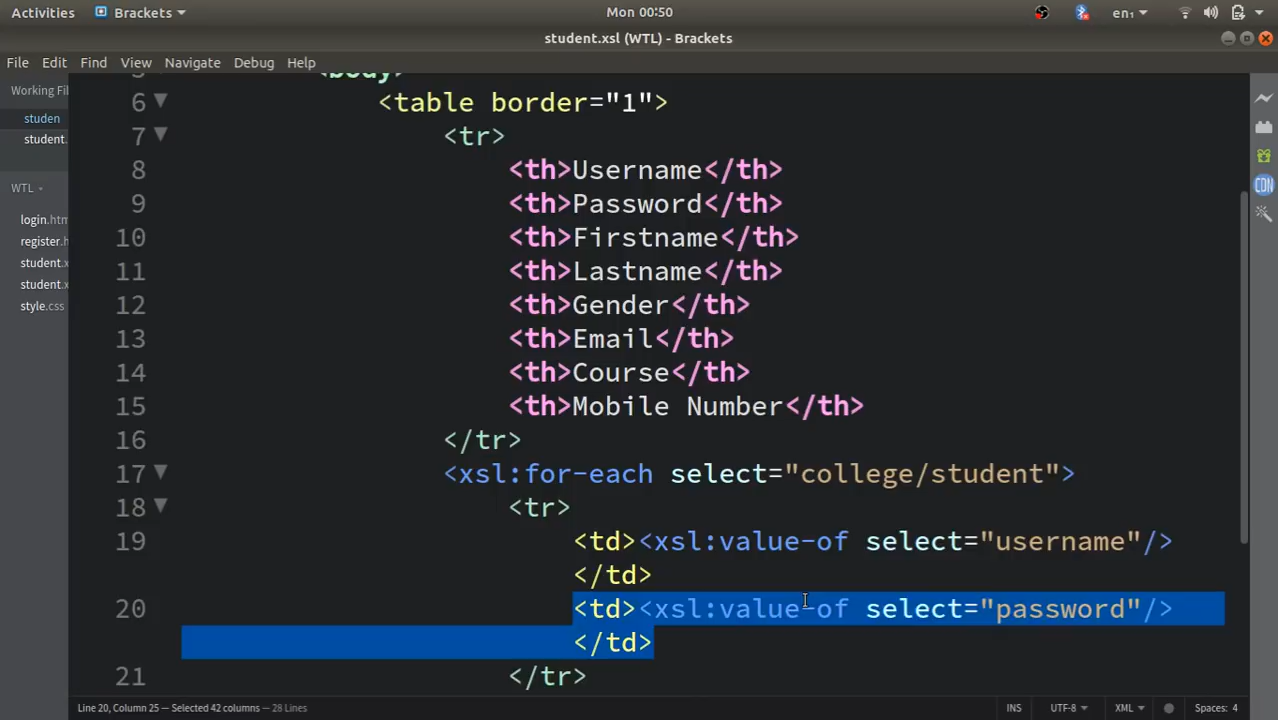 Activities Brackets Mon 00:50 en₁
student.xsl (WTL) - Brackets
File Edit Find View Navigate Debug Help
Working Fil
studen
student.
WTL
login.htm
register.h
student.x
student.x
style.css
CDN
5 <body>
6 <table border="1">
7 <tr>
8 <th>Username</th>
9 <th>Password</th>
10 <th>Firstname</th>
11 <th>Lastname</th>
12 <th>Gender</th>
13 <th>Email</th>
14 <th>Course</th>
15 <th>Mobile Number</th>
16 </tr>
17 <xsl:for-each select="college/student">
18 <tr>
19 <td><xsl:value-of select="username"/>
</td>
20 <td><xsl:value-of select="password"/>
</td>
21 </tr>
Line 20, Column 25 — Selected 42 columns — 28 Lines INS UTF-8 XML Spaces: 4